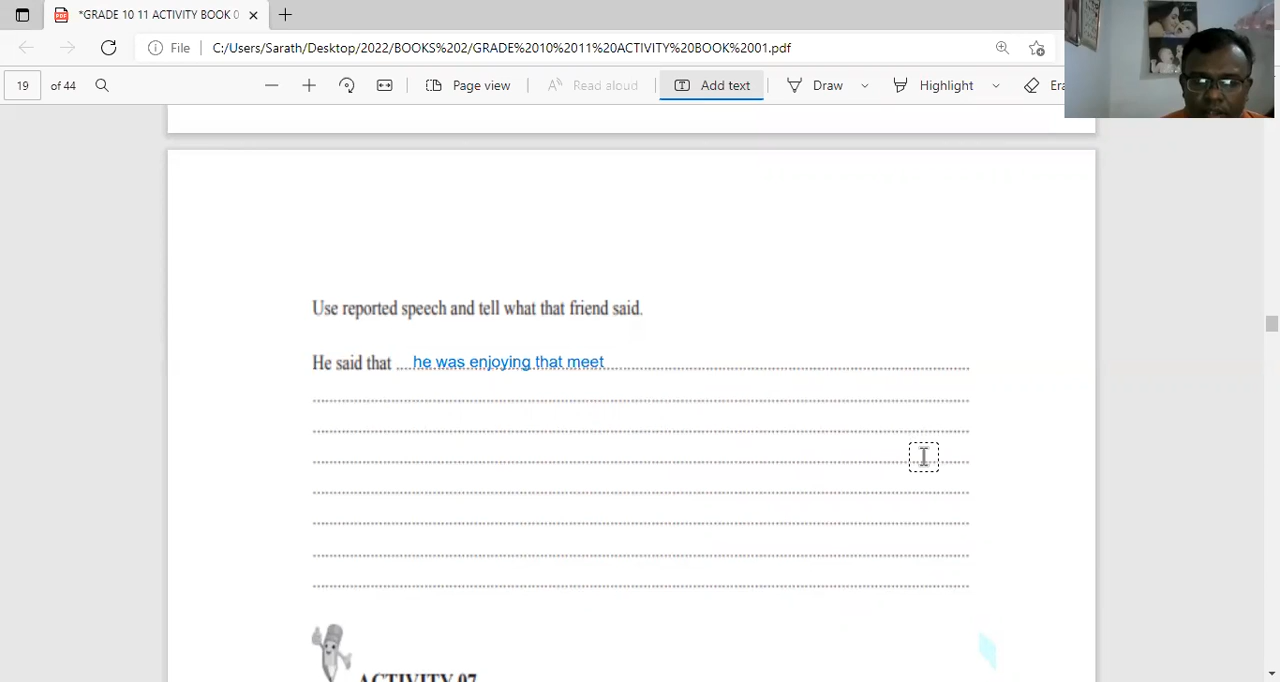 *GRADE 10 11 ACTIVITY BOOK 0
File
C:/Users/Sarath/Desktop/2022/BOOKS%202/GRADE%2010%2011%20ACTIVITY%20BOOK%2001.pdf
19 of 44
Page view
Read aloud
Add text
Draw
Highlight
Era
Use reported speech and tell what that friend said.
He said that .... he was enjoying that meet
ACTIVITY 07